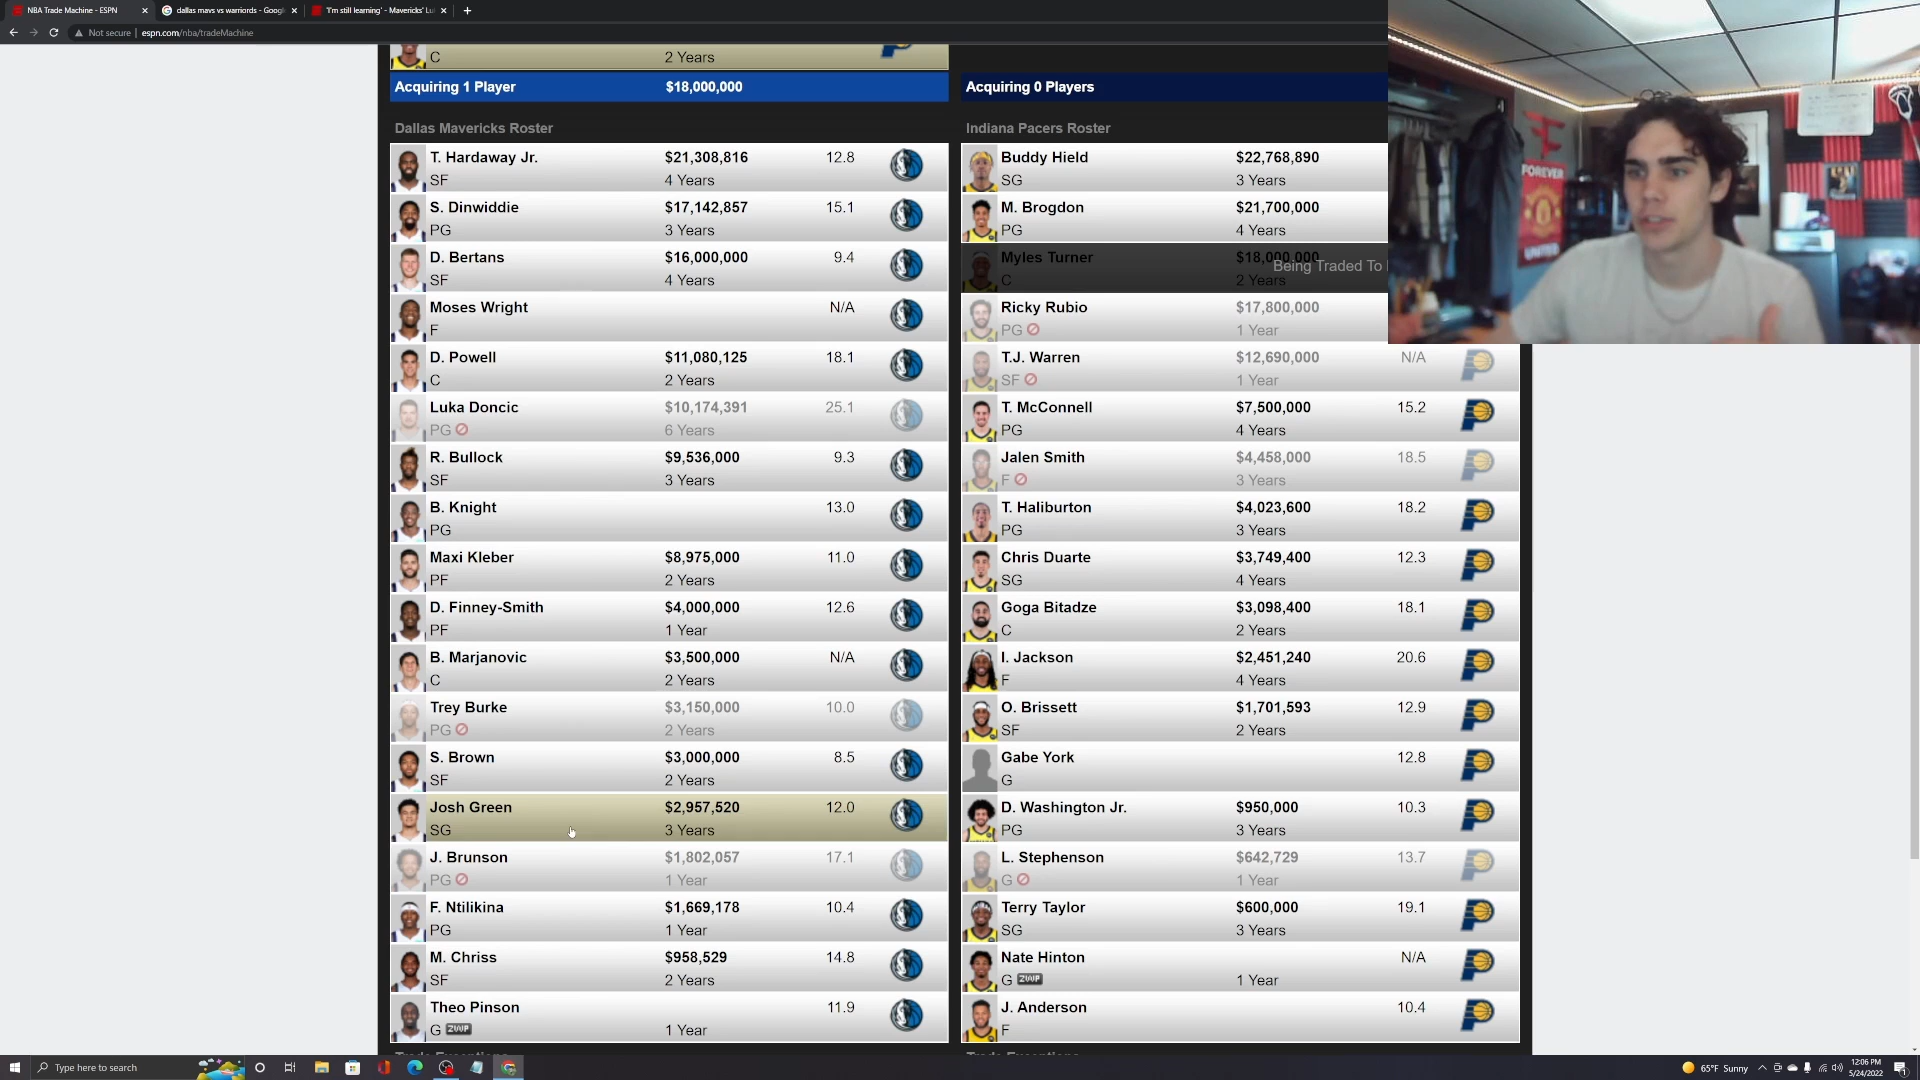 NBA Trade Machine - ESPN
dallas mavs vs warriords - Googl
'I'm still learning' - Mavericks' Lu
Not secure | espn.com/nba/tradeMachine
C 2 Years
Acquiring 1 Player $18,000,000
Dallas Mavericks Roster
T. Hardaway Jr. $21,308,816 12.8
SF 4 Years
S. Dinwiddie $17,142,857 15.1
PG 3 Years
D. Bertans $16,000,000 9.4
SF 4 Years
Moses Wright N/A
F
D. Powell $11,080,125 18.1
C 2 Years
Luka Doncic $10,174,391 25.1
PG 6 Years
R. Bullock $9,536,000 9.3
SF 3 Years
B. Knight 13.0
PG
Maxi Kleber $8,975,000 11.0
PF 2 Years
D. Finney-Smith $4,000,000 12.6
PF 1 Year
B. Marjanovic $3,500,000 N/A
C 2 Years
Trey Burke $3,150,000 10.0
PG 2 Years
S. Brown $3,000,000 8.5
SF 2 Years
Josh Green $2,957,520 12.0
SG 3 Years
J. Brunson $1,802,057 17.1
PG 1 Year
F. Ntilikina $1,669,178 10.4
PG 1 Year
M. Chriss $958,529 14.8
SF 2 Years
Theo Pinson 11.9
G 2WP 1 Year
Acquiring 0 Players
Indiana Pacers Roster
Buddy Hield $22,768,890
SG 3 Years
M. Brogdon $21,700,000
PG 4 Years
Myles Turner $18,000,000
Being Traded To
C 2 Years
Ricky Rubio $17,800,000
PG 1 Year
T.J. Warren $12,690,000 N/A
SF 1 Year
T. McConnell $7,500,000 15.2
PG 4 Years
Jalen Smith $4,458,000 18.5
F 3 Years
T. Haliburton $4,023,600 18.2
PG 3 Years
Chris Duarte $3,749,400 12.3
SG 4 Years
Goga Bitadze $3,098,400 18.1
C 2 Years
I. Jackson $2,451,240 20.6
F 4 Years
O. Brissett $1,701,593 12.9
SF 2 Years
Gabe York 12.8
G
D. Washington Jr. $950,000 10.3
PG 3 Years
L. Stephenson $642,729 13.7
G 1 Year
Terry Taylor $600,000 19.1
SG 3 Years
Nate Hinton N/A
G 2WP 1 Year
J. Anderson 10.4
F
FOREVER
UNITED
Type here to search
65°F Sunny
12:06 PM
5/24/2022